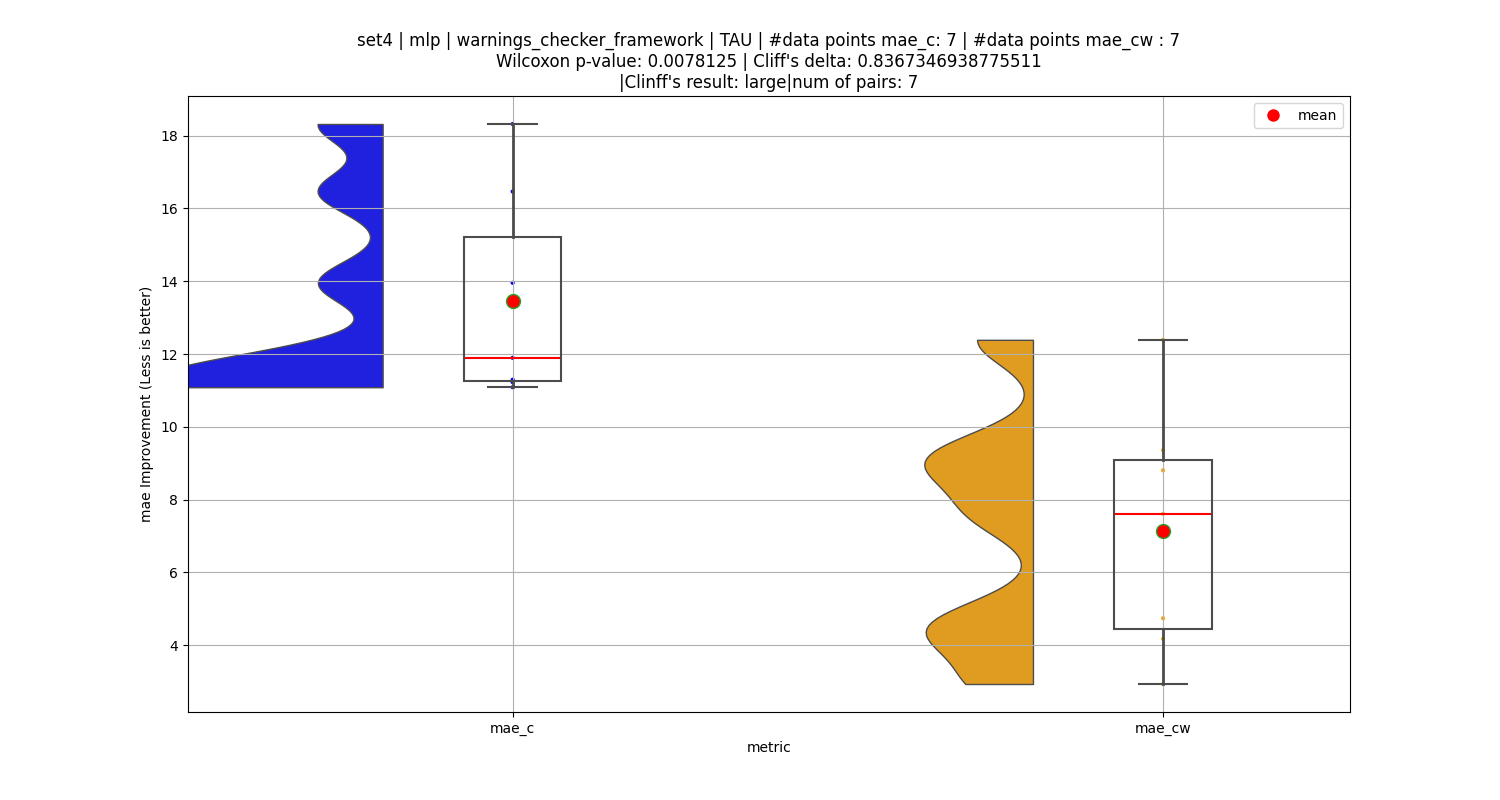 set4 | mlp | warnings_checker_framework | TAU | #data points mae_c: 7 | #data points mae_cw : 7
Wilcoxon p-value: 0.0078125 | Cliff's delta: 0.8367346938775511
|Clinff's result: large|num of pairs: 7
mean
18
16
14
12
10
8
6
4
mae Improvement (Less is better)
mae_c
mae_cw
metric